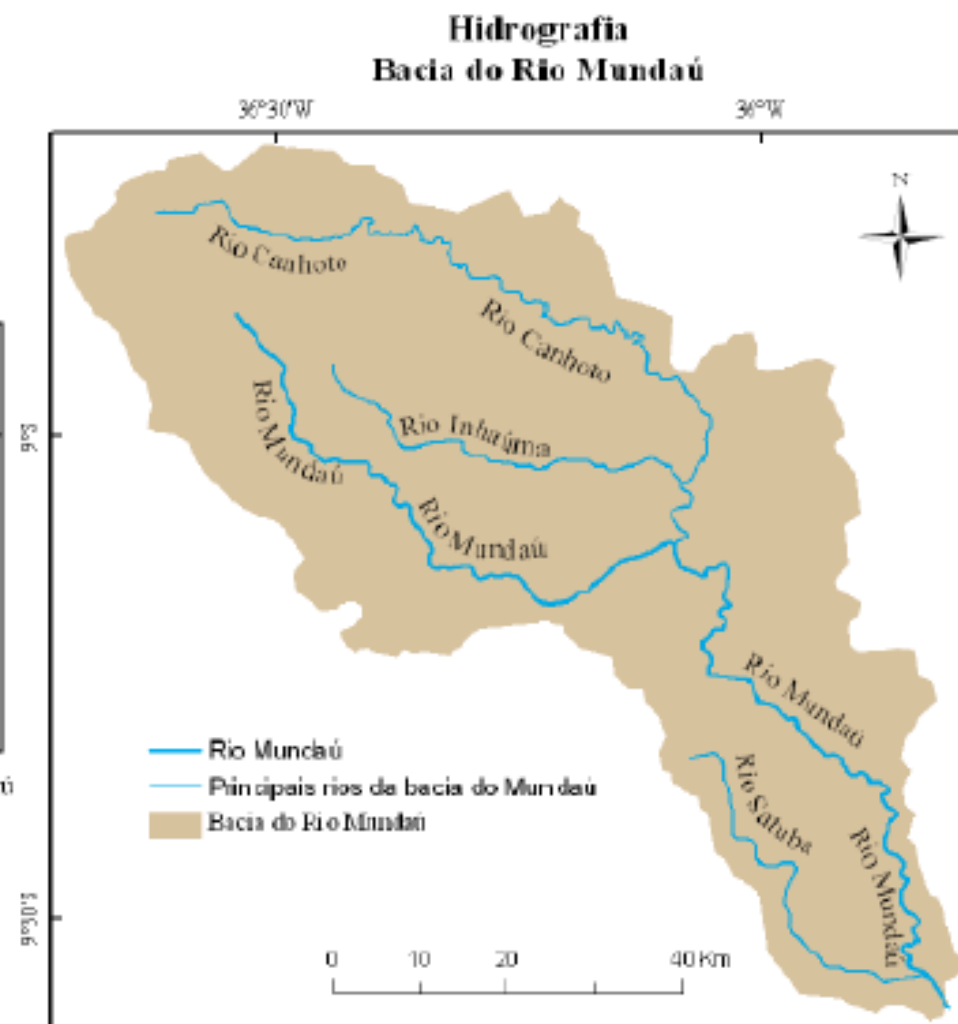 Hidrografia
Bacia do Rio Mundaú
36°30'W
36°W
N
Rio Canhoto
Rio Canhoto
9°S
Rio Mundaú
Rio Inhaúma
Rio Mundaú
Rio Mundaú
Rio Mundaú
Principais rios da bacia do Mundaú
Bacia do Rio Mundaú
Rio Satuba
Rio Mundaú
9°30'S
0 10 20 40 Km